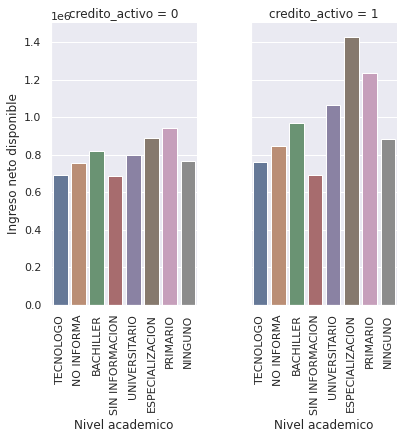 1e6
credito_activo = 0
credito_activo = 1
Ingreso neto disponible
1.4
1.2
1.0
0.8
0.6
0.4
0.2
0.0
TECNOLOGO
NO INFORMA
BACHILLER
SIN INFORMACION
UNIVERSITARIO
ESPECIALIZACION
PRIMARIO
NINGUNO
TECNOLOGO
NO INFORMA
BACHILLER
SIN INFORMACION
UNIVERSITARIO
ESPECIALIZACION
PRIMARIO
NINGUNO
Nivel academico
Nivel academico